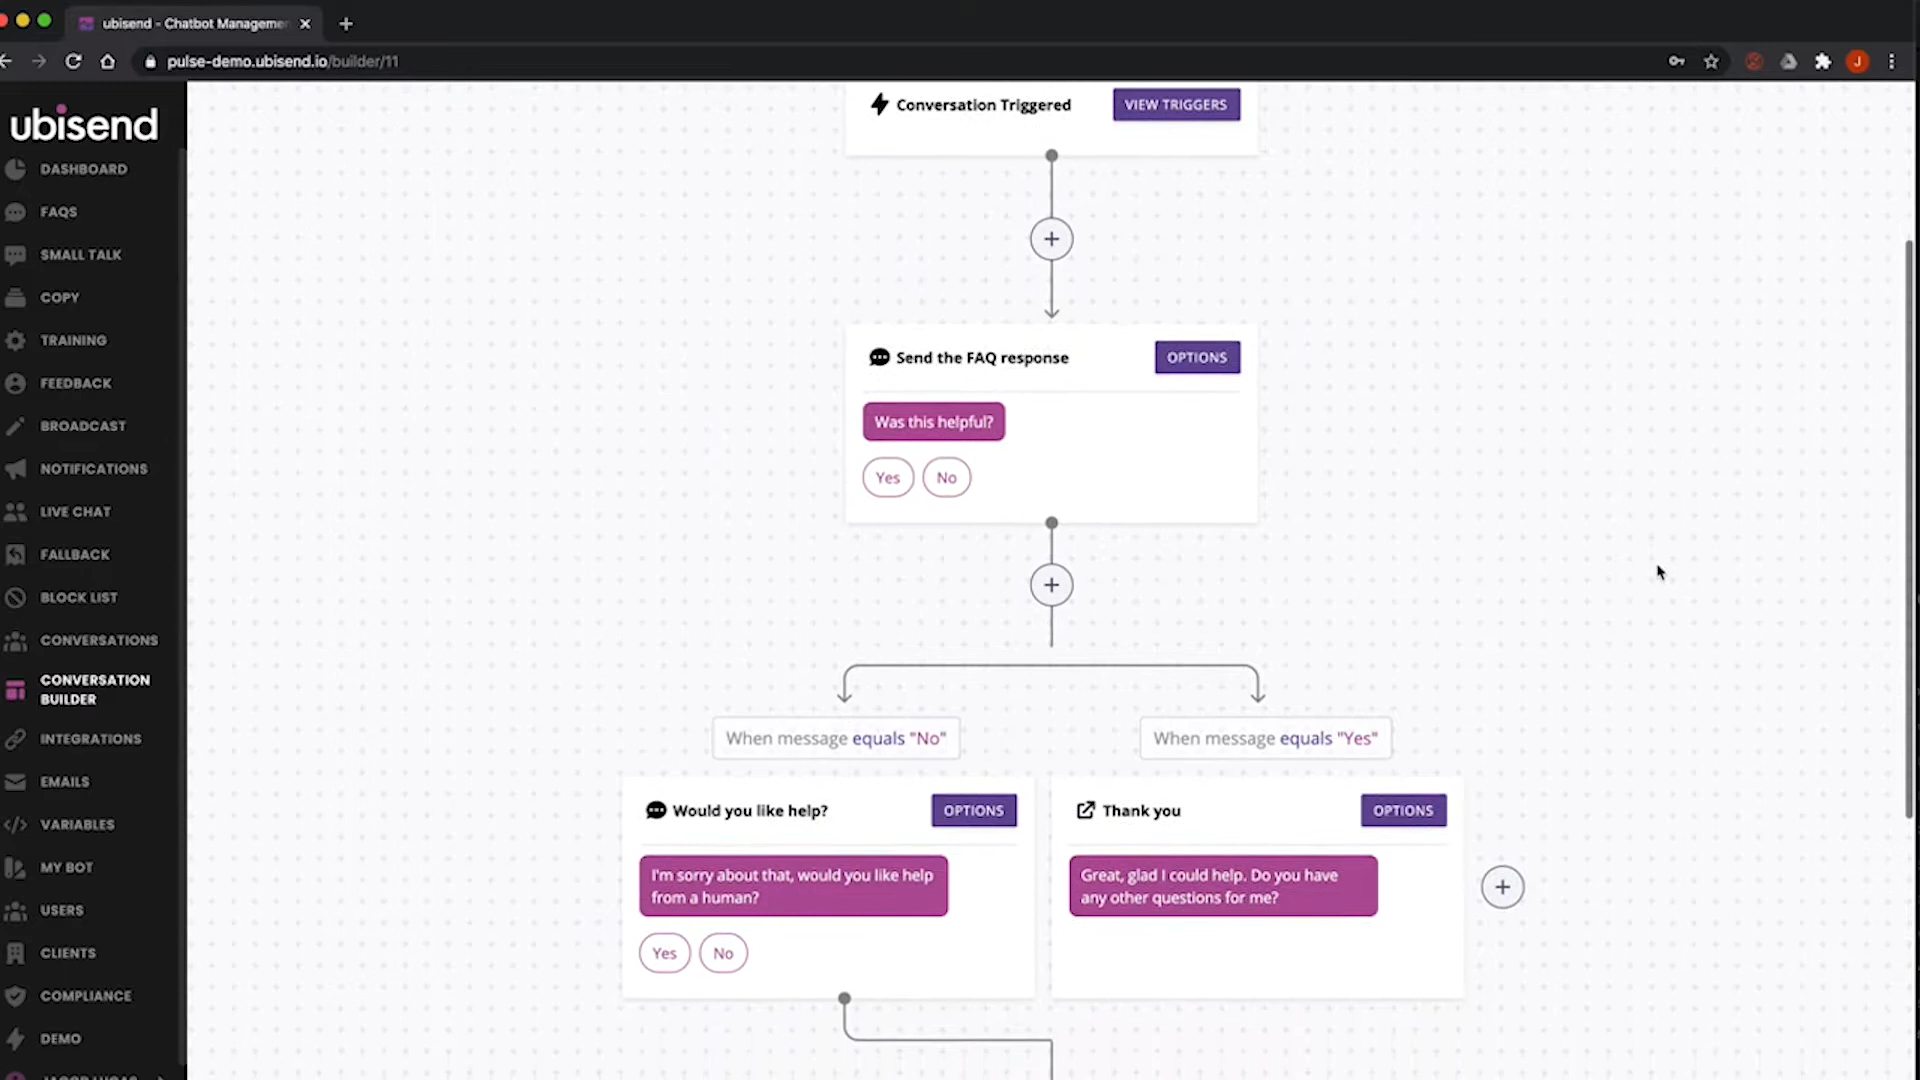 ubisend - Chatbot Manageme
pulse-demo.ubisend.io/builder/11
J
ubisend
DASHBOARD
FAQS
SMALL TALK
COPY
TRAINING
FEEDBACK
BROADCAST
NOTIFICATIONS
LIVE CHAT
FALLBACK
BLOCK LIST
CONVERSATIONS
CONVERSATION
BUILDER
INTEGRATIONS
EMAILS
VARIABLES
MY BOT
USERS
CLIENTS
COMPLIANCE
DEMO
JACOB LUCAS
Conversation Triggered
VIEW TRIGGERS
Send the FAQ response
OPTIONS
Was this helpful?
Yes No
When message equals "No"
When message equals "Yes"
Would you like help?
OPTIONS
I'm sorry about that, would you like help
from a human?
Yes No
Thank you
OPTIONS
Great, glad I could help. Do you have
any other questions for me?